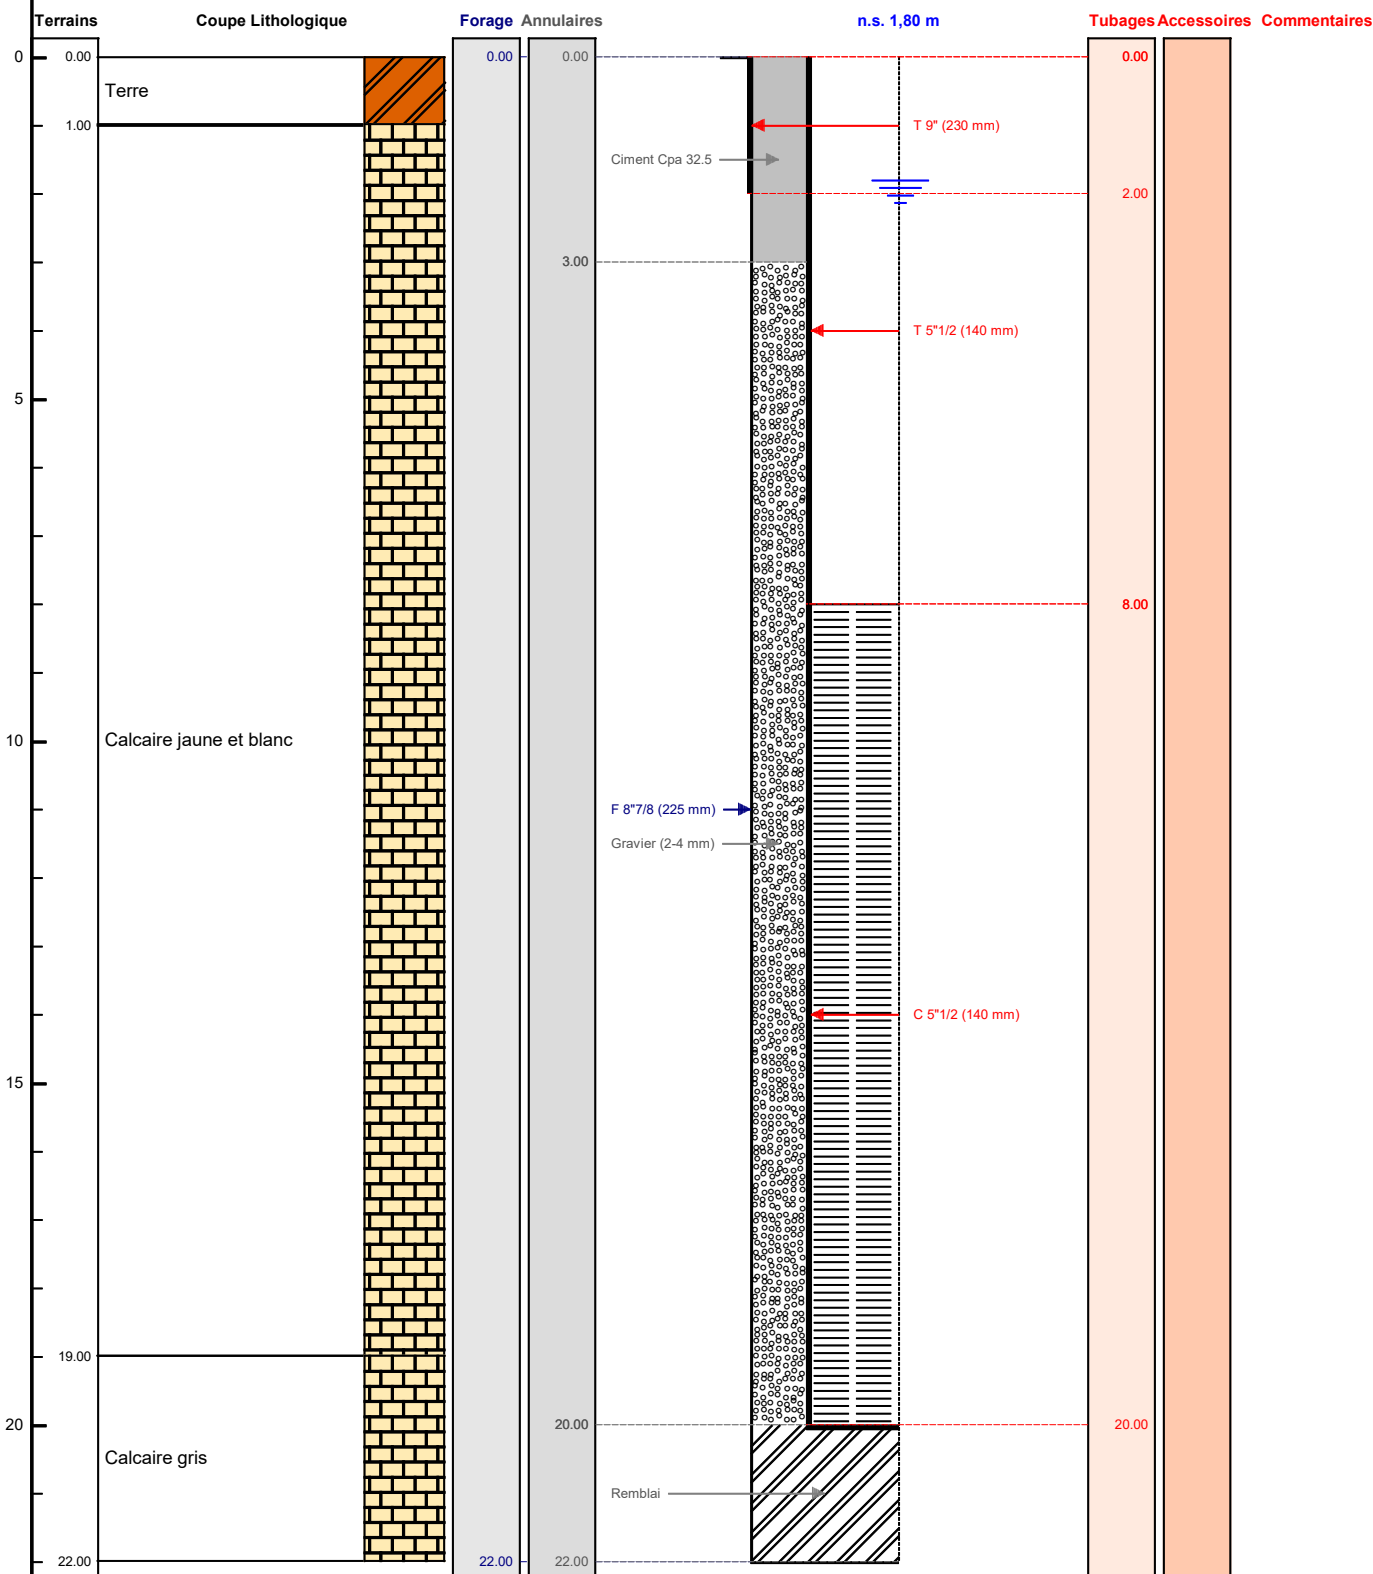 Terrains Coupe Lithologique Forage Annulaires n.s. 1,80 m Tubages Accessoires Commentaires
0 0.00 0.00 0.00 0.00
Terre
1.00 T 9" (230 mm)
Ciment Cpa 32.5
2.00
3.00
T 5"1/2 (140 mm)
5
8.00
10 Calcaire jaune et blanc
F 8"7/8 (225 mm)
Gravier (2-4 mm)
C 5"1/2 (140 mm)
15
19.00
20 20.00 20.00
Calcaire gris
Remblai
22.00 22.00 22.00